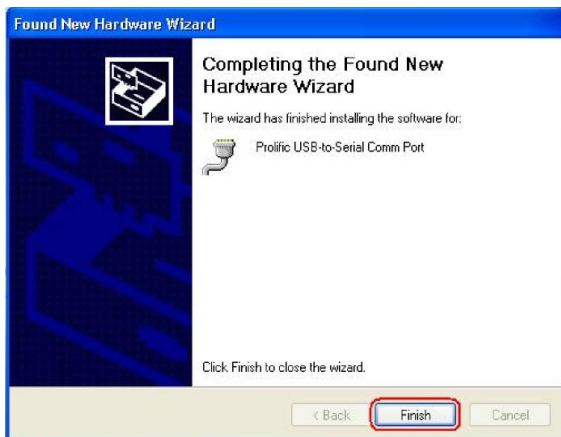 Found New Hardware Wizard
Completing the Found New
Hardware Wizard
The wizard has finished installing the software for:
Prolific USB-to-Serial Comm Port
Click Finish to close the wizard.
< Back
Finish
Cancel